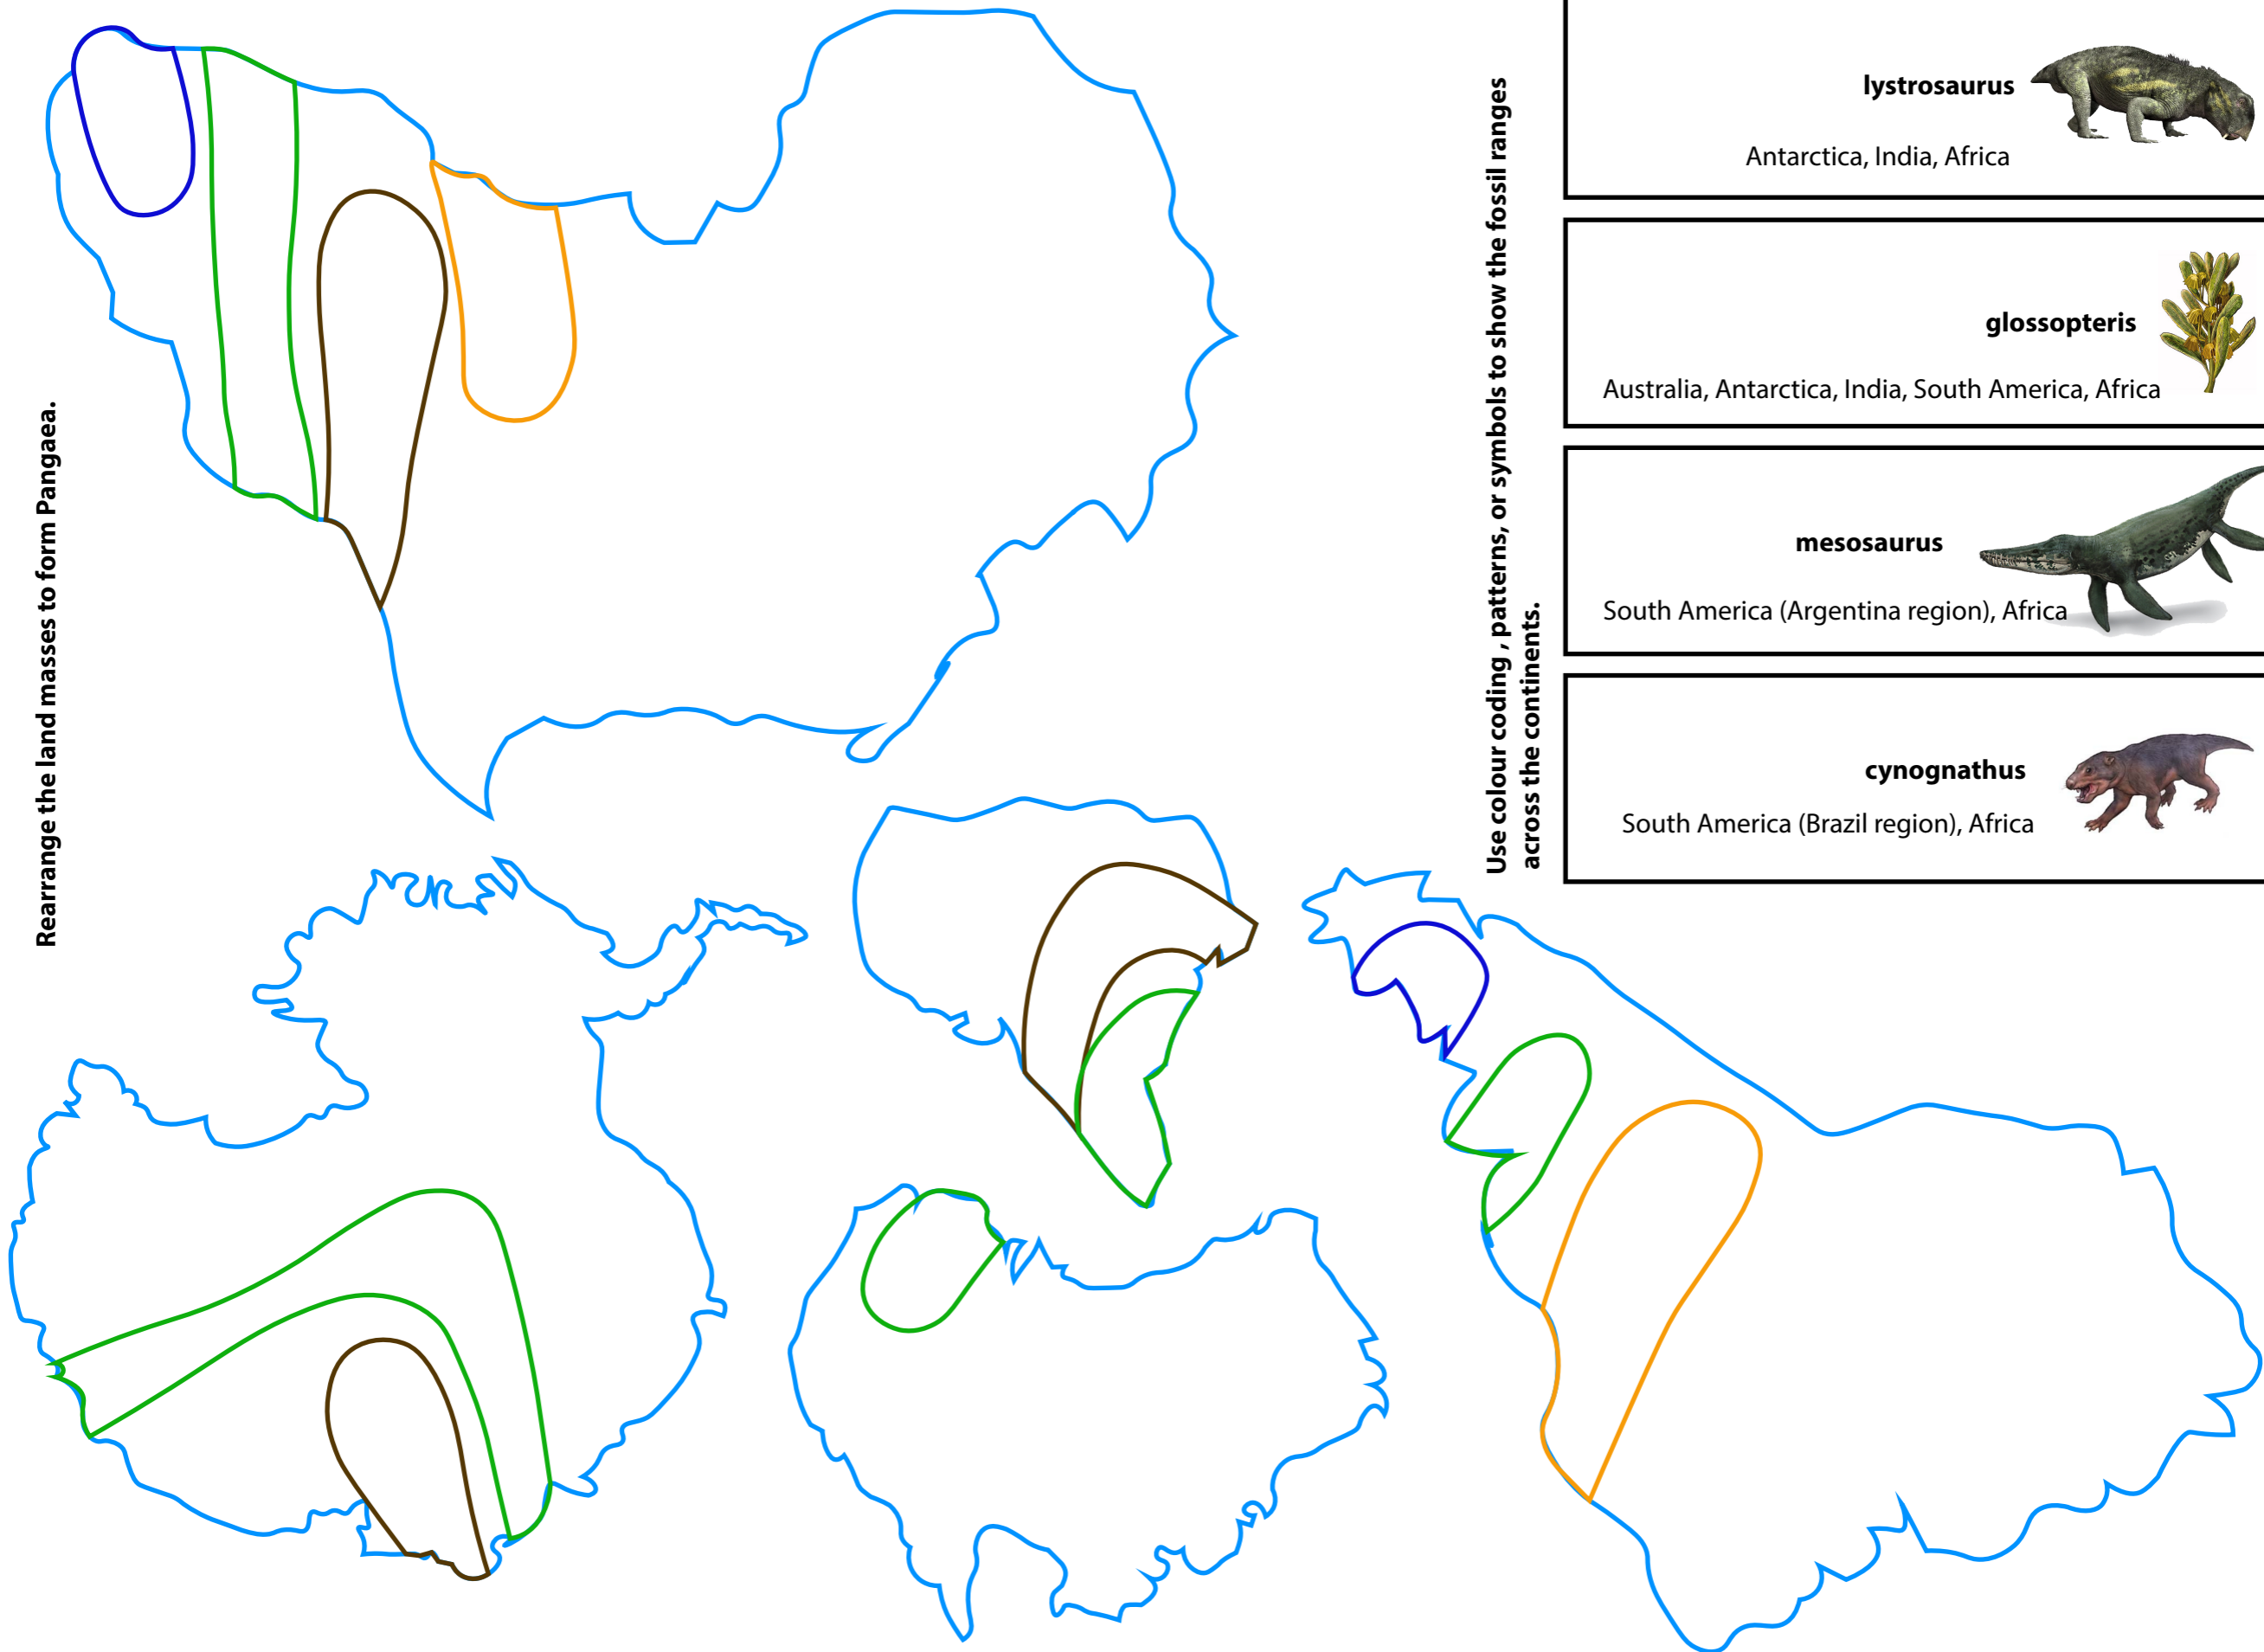 Rearrange the land masses to form Pangaea.
Use colour coding , patterns, or symbols to show the fossil ranges
across the continents.
lystrosaurus
Antarctica, India, Africa
glossopteris
Australia, Antarctica, India, South America, Africa
mesosaurus
South America (Argentina region), Africa
cynognathus
South America (Brazil region), Africa